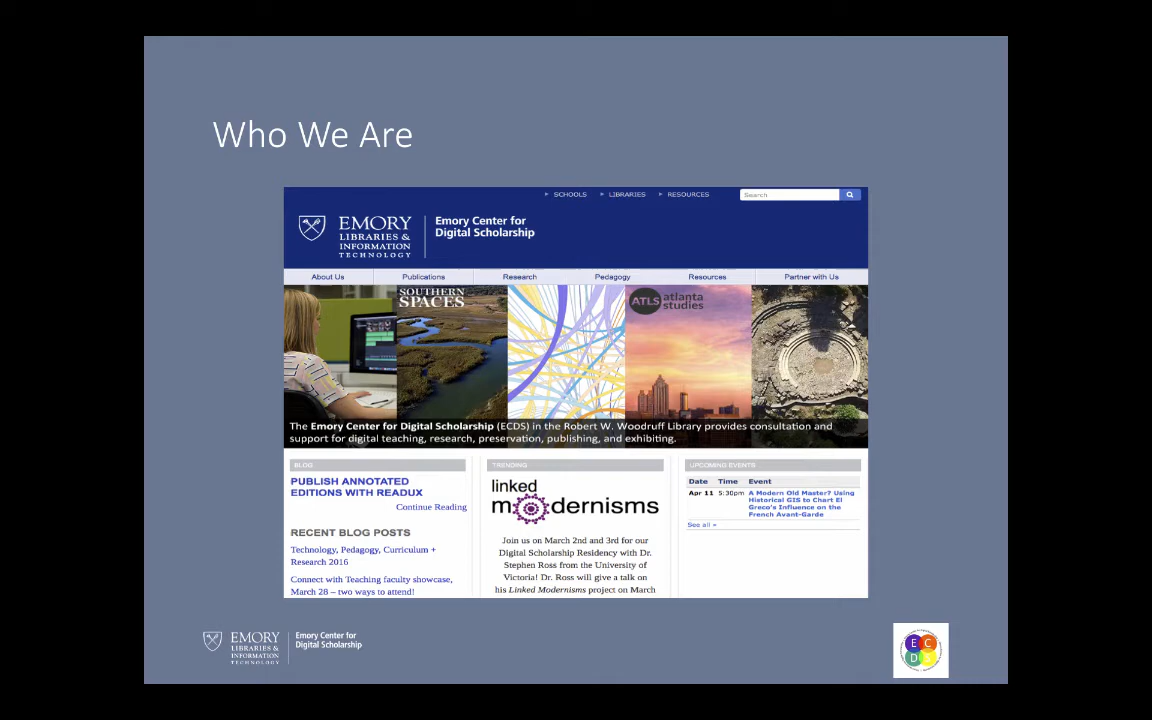 Who We Are
SCHOOLS LIBRARIES RESOURCES Search
EMORY
LIBRARIES &
INFORMATION
TECHNOLOGY
Emory Center for
Digital Scholarship
About Us Publications Research Pedagogy Resources Partner with Us
SOUTHERN
SPACES
ATLS atlanta
studies
The Emory Center for Digital Scholarship (ECDS) in the Robert W. Woodruff Library provides consultation and
support for digital teaching, research, preservation, publishing, and exhibiting.
BLOG
PUBLISH ANNOTATED
EDITIONS WITH READUX
Continue Reading
RECENT BLOG POSTS
Technology, Pedagogy, Curriculum +
Research 2016
Connect with Teaching faculty showcase,
March 28 – two ways to attend!
TRENDING
linked
modernisms
Join us on March 2nd and 3rd for our
Digital Scholarship Residency with Dr.
Stephen Ross from the University of
Victoria! Dr. Ross will give a talk on
his Linked Modernisms project on March
UPCOMING EVENTS
Date Time Event
Apr 11 5:30pm A Modern Old Master? Using
Historical GIS to Chart El
Greco's Influence on the
French Avant-Garde
See all »
EMORY
LIBRARIES &
INFORMATION
TECHNOLOGY
Emory Center for
Digital Scholarship
E C
D S